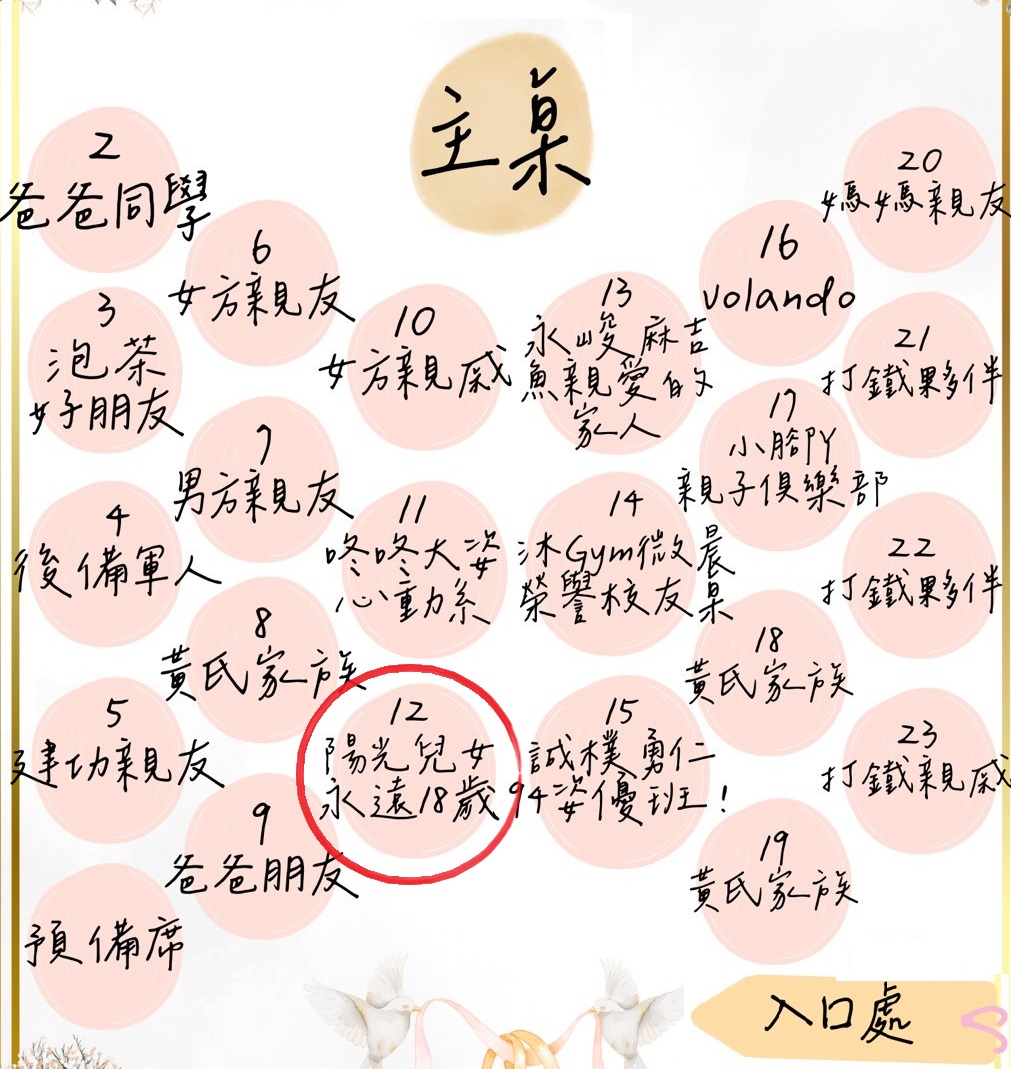 主桌
2
爸爸同學
3
泡茶
好朋友
4
後備軍人
5
建功親友
預備席
6
女方親友
7
男方親友
8
黃氏家族
9
爸爸朋友
10
女方親戚
11
咚咚大姿
心動系
12
陽光兒女
永遠18歲
13
永峻麻吉
魚親愛的
家人
14
沐Gym微晨
榮譽校友桌
15
誠樸勇仁
94姿優班！
16
volando
17
小腳丫
親子俱樂部
18
黃氏家族
19
黃氏家族
20
媽媽親友
21
打鐵夥伴
22
打鐵夥伴
23
打鐵親戚
入口處